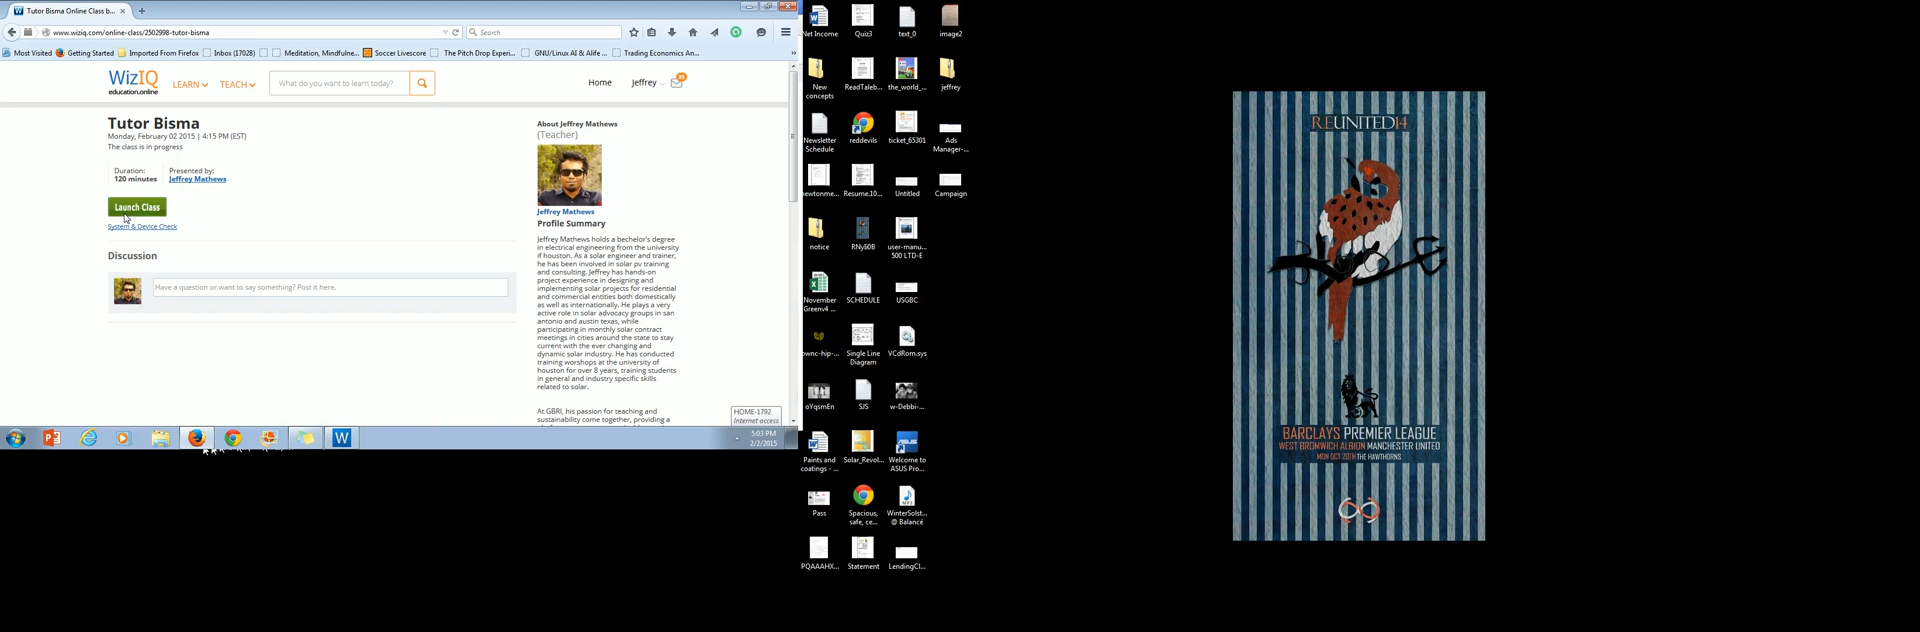 Tutor Bisma Online Class b...
www.wiziq.com/online-class/2502998-tutor-bisma
Search
Most Visited
Getting Started
Imported From Firefox
Inbox (17028)
Meditation, Mindfulne...
Soccer Livescore
The Pitch Drop Experi...
GNU/Linux AI & Alife ...
Trading Economics An...
WizIQ
education.online
LEARN
TEACH
What do you want to learn today?
Home
Jeffrey
35
Tutor Bisma
Monday, February 02 2015 | 4:15 PM (EST)
The class is in progress
Duration:
120 minutes
Presented by:
Jeffrey Mathews
Launch Class
System & Device Check
Discussion
Have a question or want to say something? Post it here.
About Jeffrey Mathews
(Teacher)
Jeffrey Mathews
Profile Summary
Jeffrey Mathews holds a bechelor's degree
in electrical engineering from the university
if houston. As a solar engineer and trainer,
he has been involved in solar pv training
and consulting. Jeffrey has hands-on
project experience in designing and
implementing solar projects for residential
and commercial entities both domestically
as well as internationally. He plays a very
active role in solar advocacy groups in san
antonio and austin texas, while
participating in monthly solar contract
meetings in cities around the state to stay
current with the ever changing and
dynamic solar industry. He has conducted
training worshops at the university of
houston for over 8 years, training students
in general and industry specific skills
related to solar.
At GBRI, his passion for teaching and
sustainability come together, providing a
HOME-1792
Internet access
5:03 PM
2/2/2015
Net Income
Quiz3
text_0
image2
New
concepts
ReadTaleb...
the_world_...
jeffrey
Newsletter
Schedule
reddevils
ticket_65301
Ads
Manager-...
newtonme...
Resume.10...
Untitled
Campaign
notice
RNy50B
user-manu...
500 LTD-E
November
Greenv4 ...
SCHEDULE
USGBC
ownc-hip-...
Single Line
Diagram
VCdRom.sys
oYqsmEn
SJS
w-Debbi-...
Paints and
coatings - ...
Solar_Revol...
Welcome to
ASUS Pro...
Pass
Spacious,
safe, ce...
WinterSolst...
@ Balancé
PQAAAHX...
Statement
LendingCl...
REUNITED14
BARCLAYS PREMIER LEAGUE
WEST BROMWICH ALBION MANCHESTER UNITED
MON OCT 20TH THE HAWTHORNS